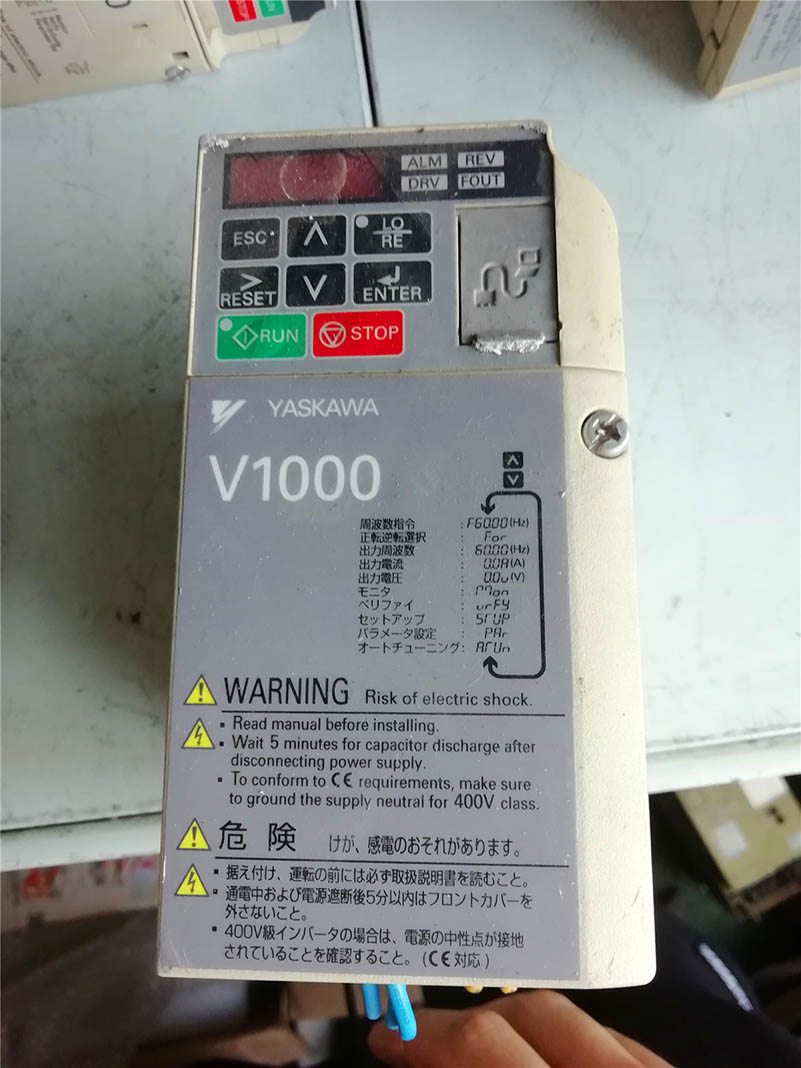 ALM REV
DRV FOUT
ESC LO
RE
RESET ENTER
RUN STOP
YASKAWA
V1000
周波数指令 : F60.00(Hz)
正転逆転選択 : For
出力周波数 : 60.00(Hz)
出力電流 : 0.0A(A)
出力電圧 : 0.0v(V)
モニタ : Mon
ベリファイ : vrFY
セットアップ : STUP
パラメータ設定 : PAr
オートチューニング: ATUn
WARNING Risk of electric shock.
▪ Read manual before installing.
▪ Wait 5 minutes for capacitor discharge after
disconnecting power supply.
▪ To conform to CE requirements, make sure
to ground the supply neutral for 400V class.
危険 けが、感電のおそれがあります。
▪ 据え付け、運転の前には必ず取扱説明書を読むこと。
▪ 通電中および電源遮断後5分以内はフロントカバーを
外さないこと。
▪ 400V級インバータの場合は、電源の中性点が接地
されていることを確認すること。(CE対応)